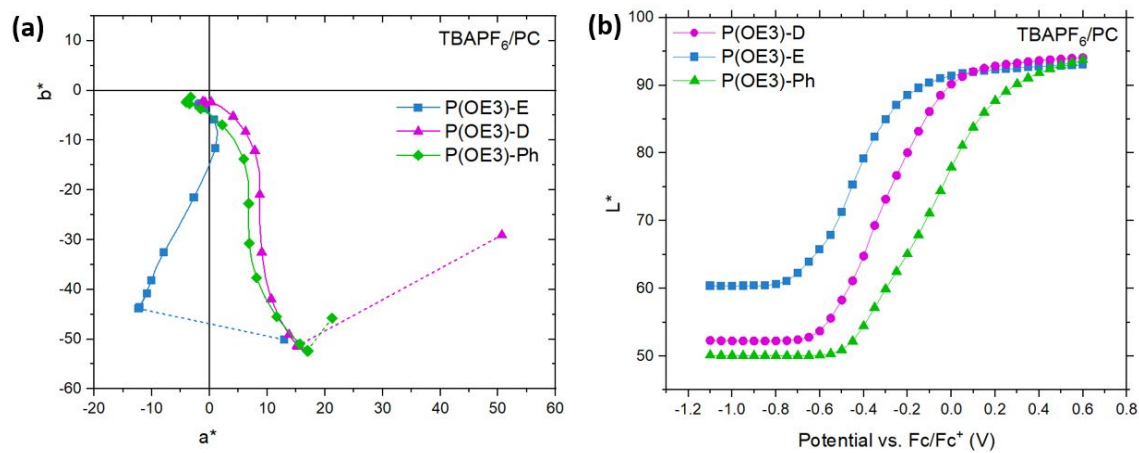 (a)
TBAPF₆/PC
10
0
-10
-20
-30
-40
-50
-60
b*
P(OE3)-E
P(OE3)-D
P(OE3)-Ph
-20
-10
0
10
20
30
40
50
60
a*
(b)
100
90
80
70
60
50
L*
P(OE3)-D
P(OE3)-E
P(OE3)-Ph
TBAPF₆/PC
-1.2
-1.0
-0.8
-0.6
-0.4
-0.2
0.0
0.2
0.4
0.6
0.8
Potential vs. Fc/Fc⁺ (V)